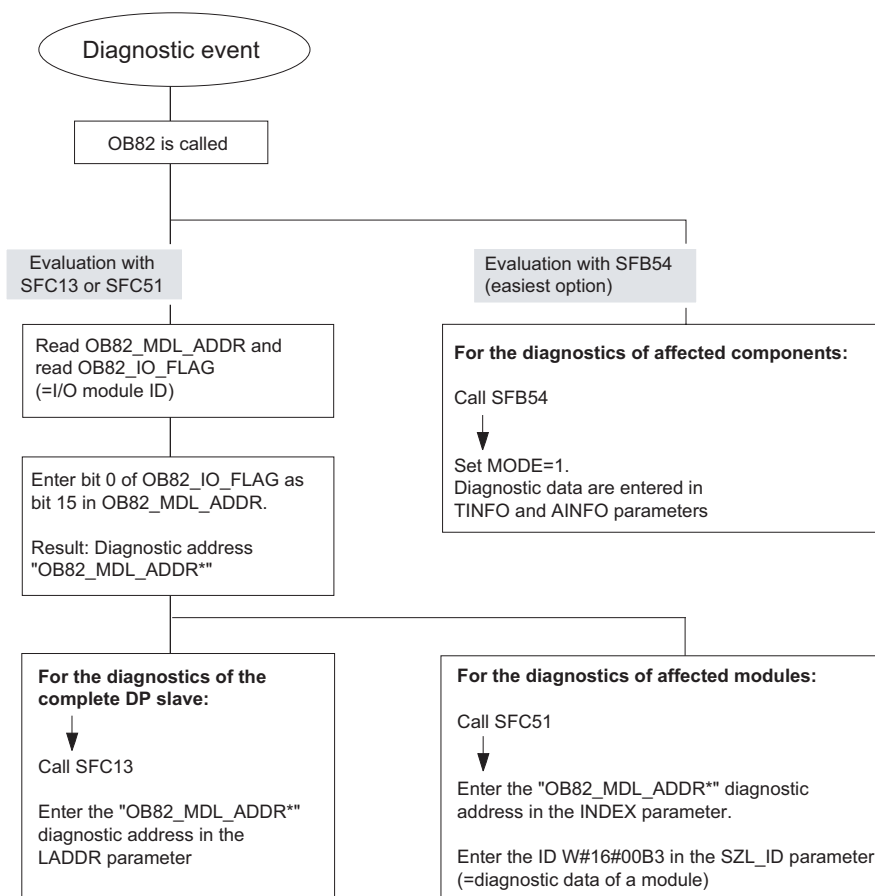 Diagnostic event
OB82 is called
Evaluation with
SFC13 or SFC51
Evaluation with SFB54
(easiest option)
Read OB82_MDL_ADDR and
read OB82_IO_FLAG
(=I/O module ID)
For the diagnostics of affected components:
Call SFB54
Set MODE=1.
Diagnostic data are entered in
TINFO and AINFO parameters
Enter bit 0 of OB82_IO_FLAG as
bit 15 in OB82_MDL_ADDR.
Result: Diagnostic address
"OB82_MDL_ADDR*"
For the diagnostics of the
complete DP slave:
Call SFC13
Enter the "OB82_MDL_ADDR*"
diagnostic address in the
LADDR parameter
For the diagnostics of affected modules:
Call SFC51
Enter the "OB82_MDL_ADDR*" diagnostic
address in the INDEX parameter.
Enter the ID W#16#00B3 in the SZL_ID parameter
(=diagnostic data of a module)